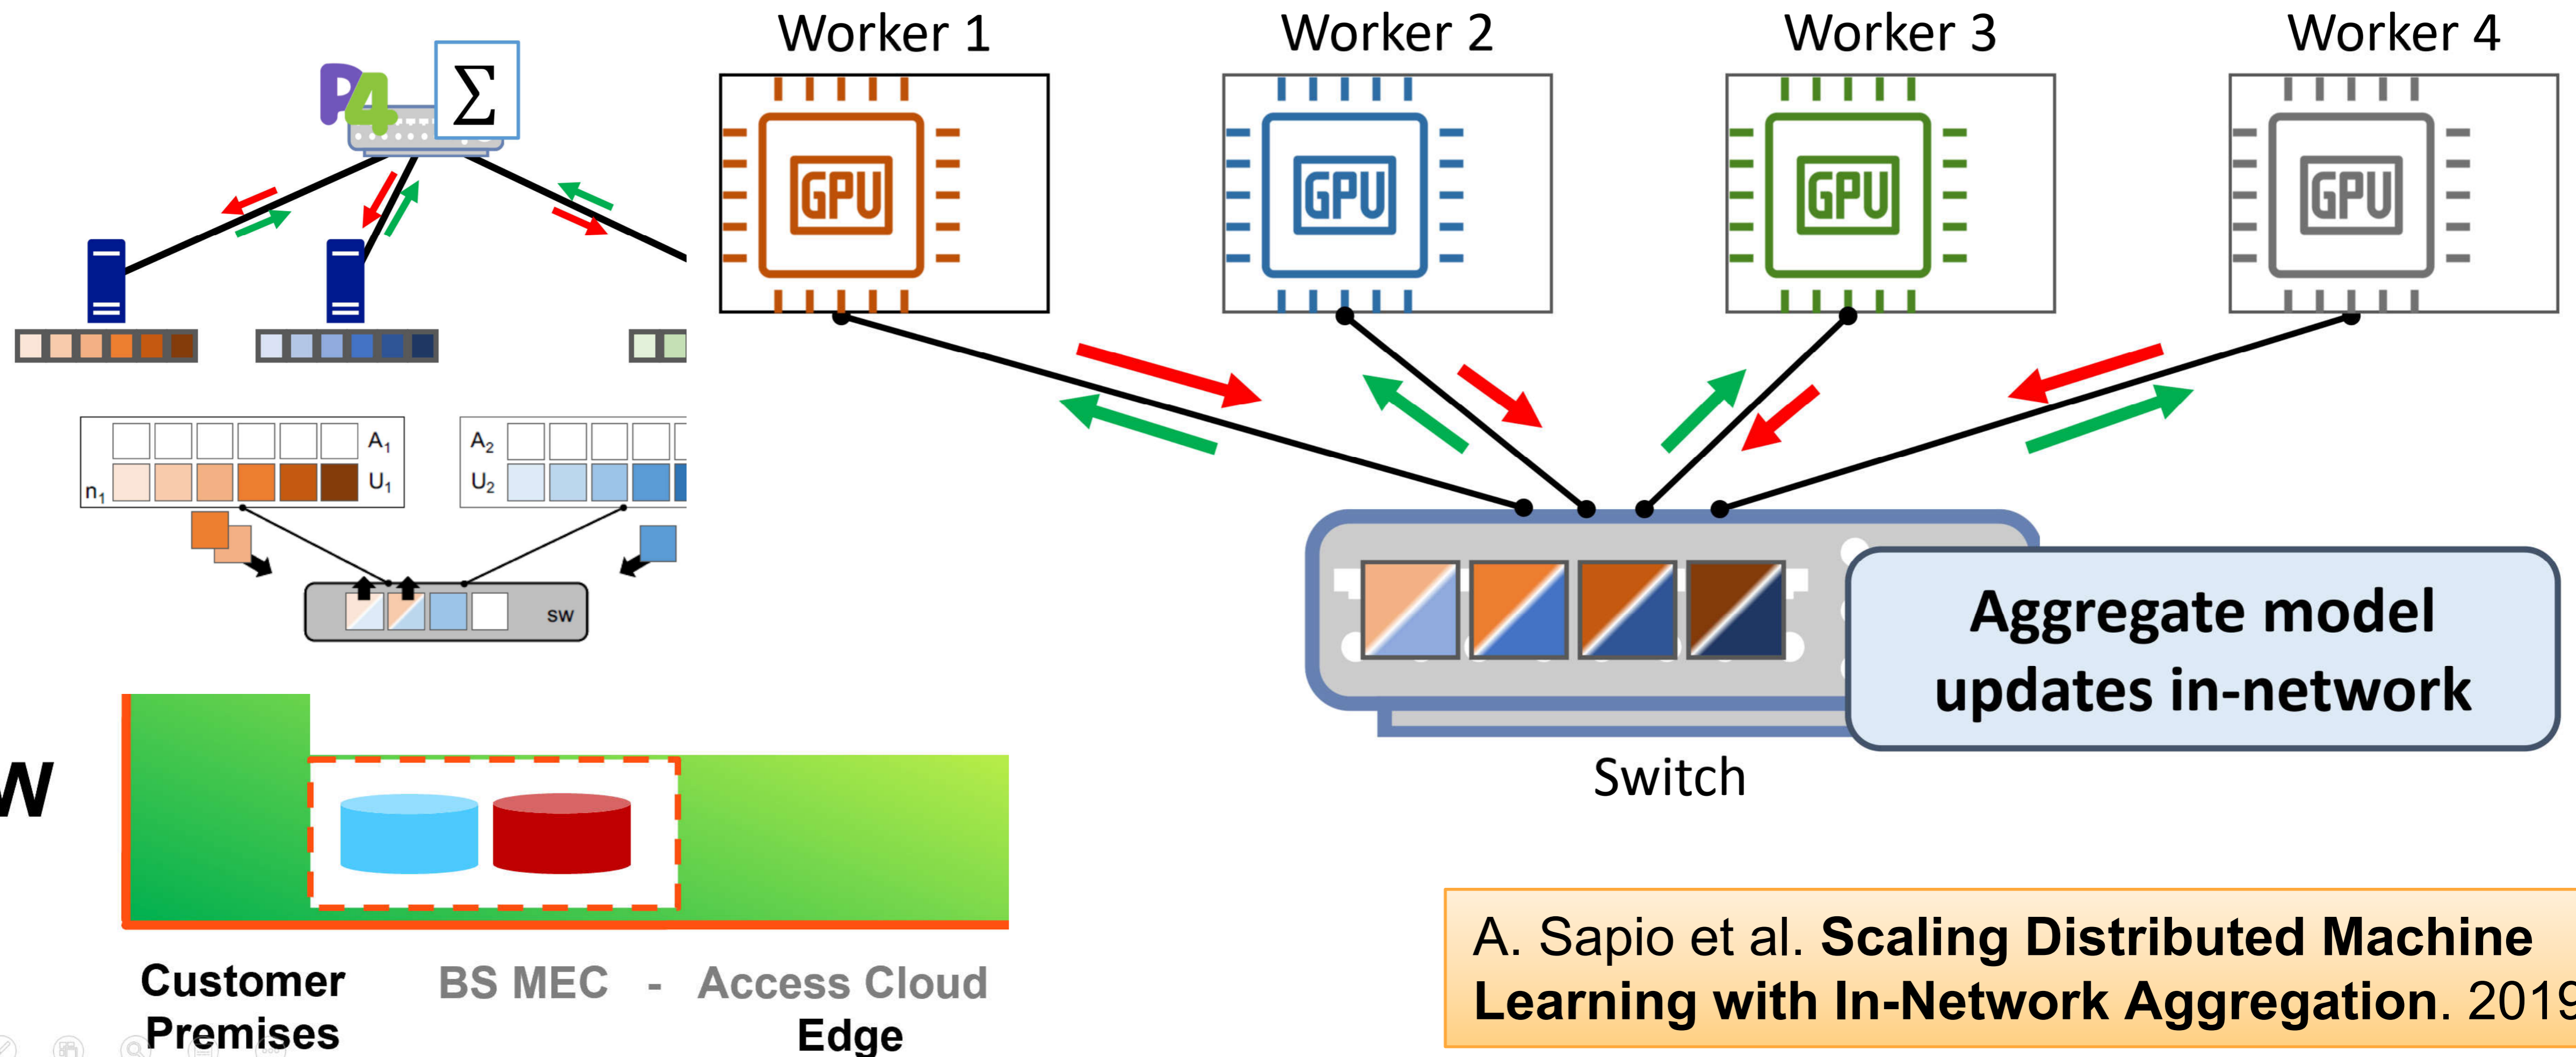 Worker 1
Worker 2
Worker 3
Worker 4
P4
Σ
GPU
GPU
GPU
GPU
A₁
n₁
U₁
A₂
U₂
sw
Aggregate model
updates in-network
Switch
W
Customer
Premises
BS MEC - Access Cloud
Edge
A. Sapio et al. Scaling Distributed Machine
Learning with In-Network Aggregation. 2019